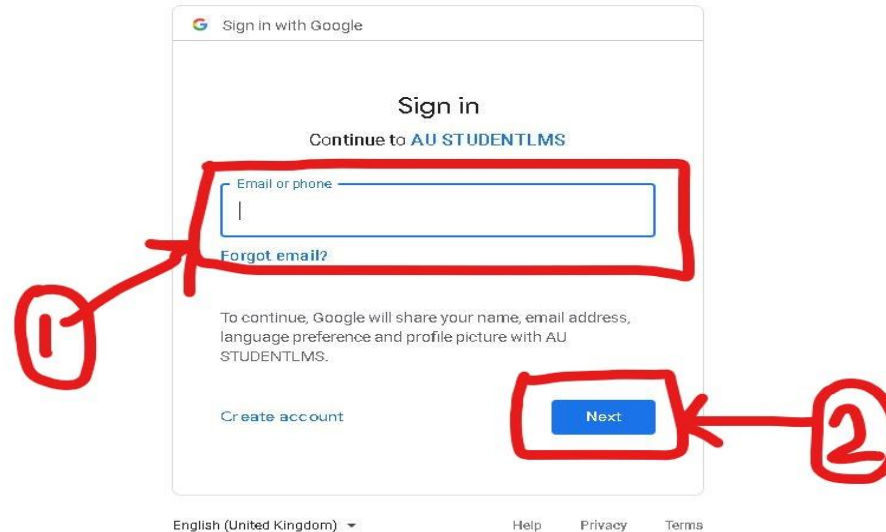 Sign in with Google
Sign in
Continue to AU STUDENTLMS
Email or phone
Forgot email?
1
To continue, Google will share your name, email address,
language preference and profile picture with AU
STUDENTLMS.
Create account
Next
2
English (United Kingdom)
Help Privacy Terms